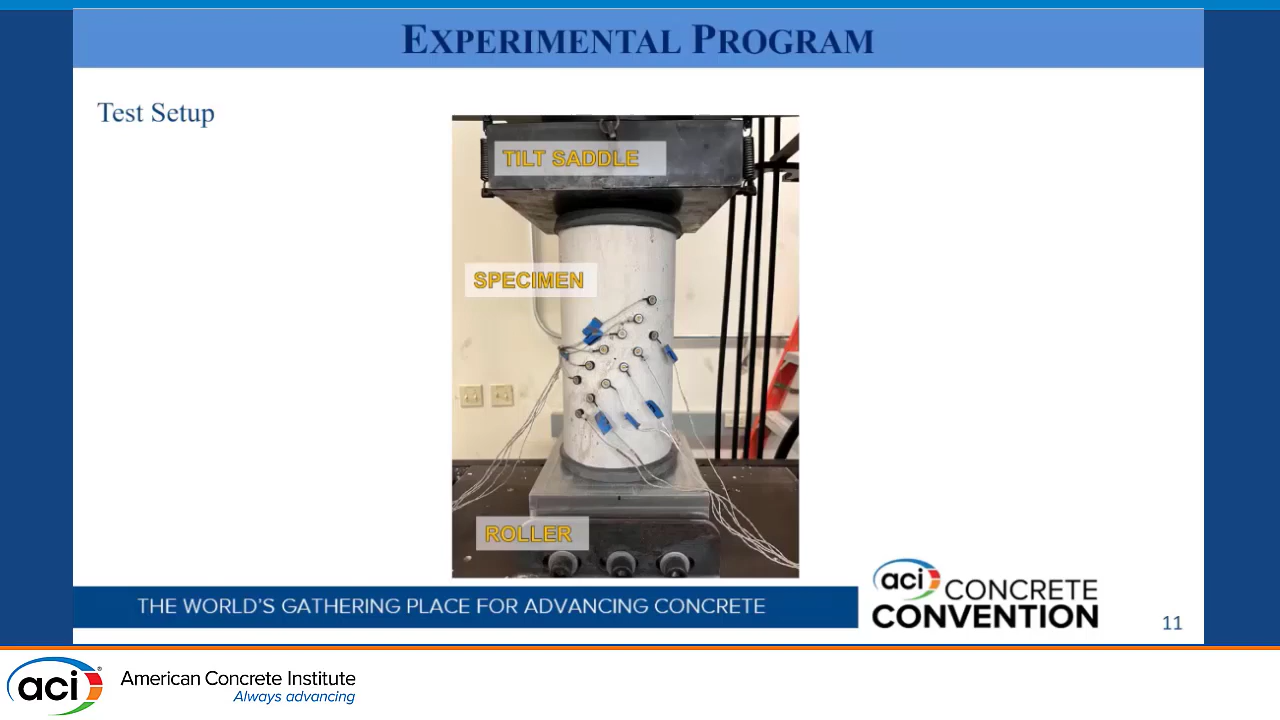 EXPERIMENTAL PROGRAM
Test Setup
TILT SADDLE
SPECIMEN
ROLLER
THE WORLD'S GATHERING PLACE FOR ADVANCING CONCRETE
aci CONCRETE
CONVENTION
11
aci® American Concrete Institute
Always advancing